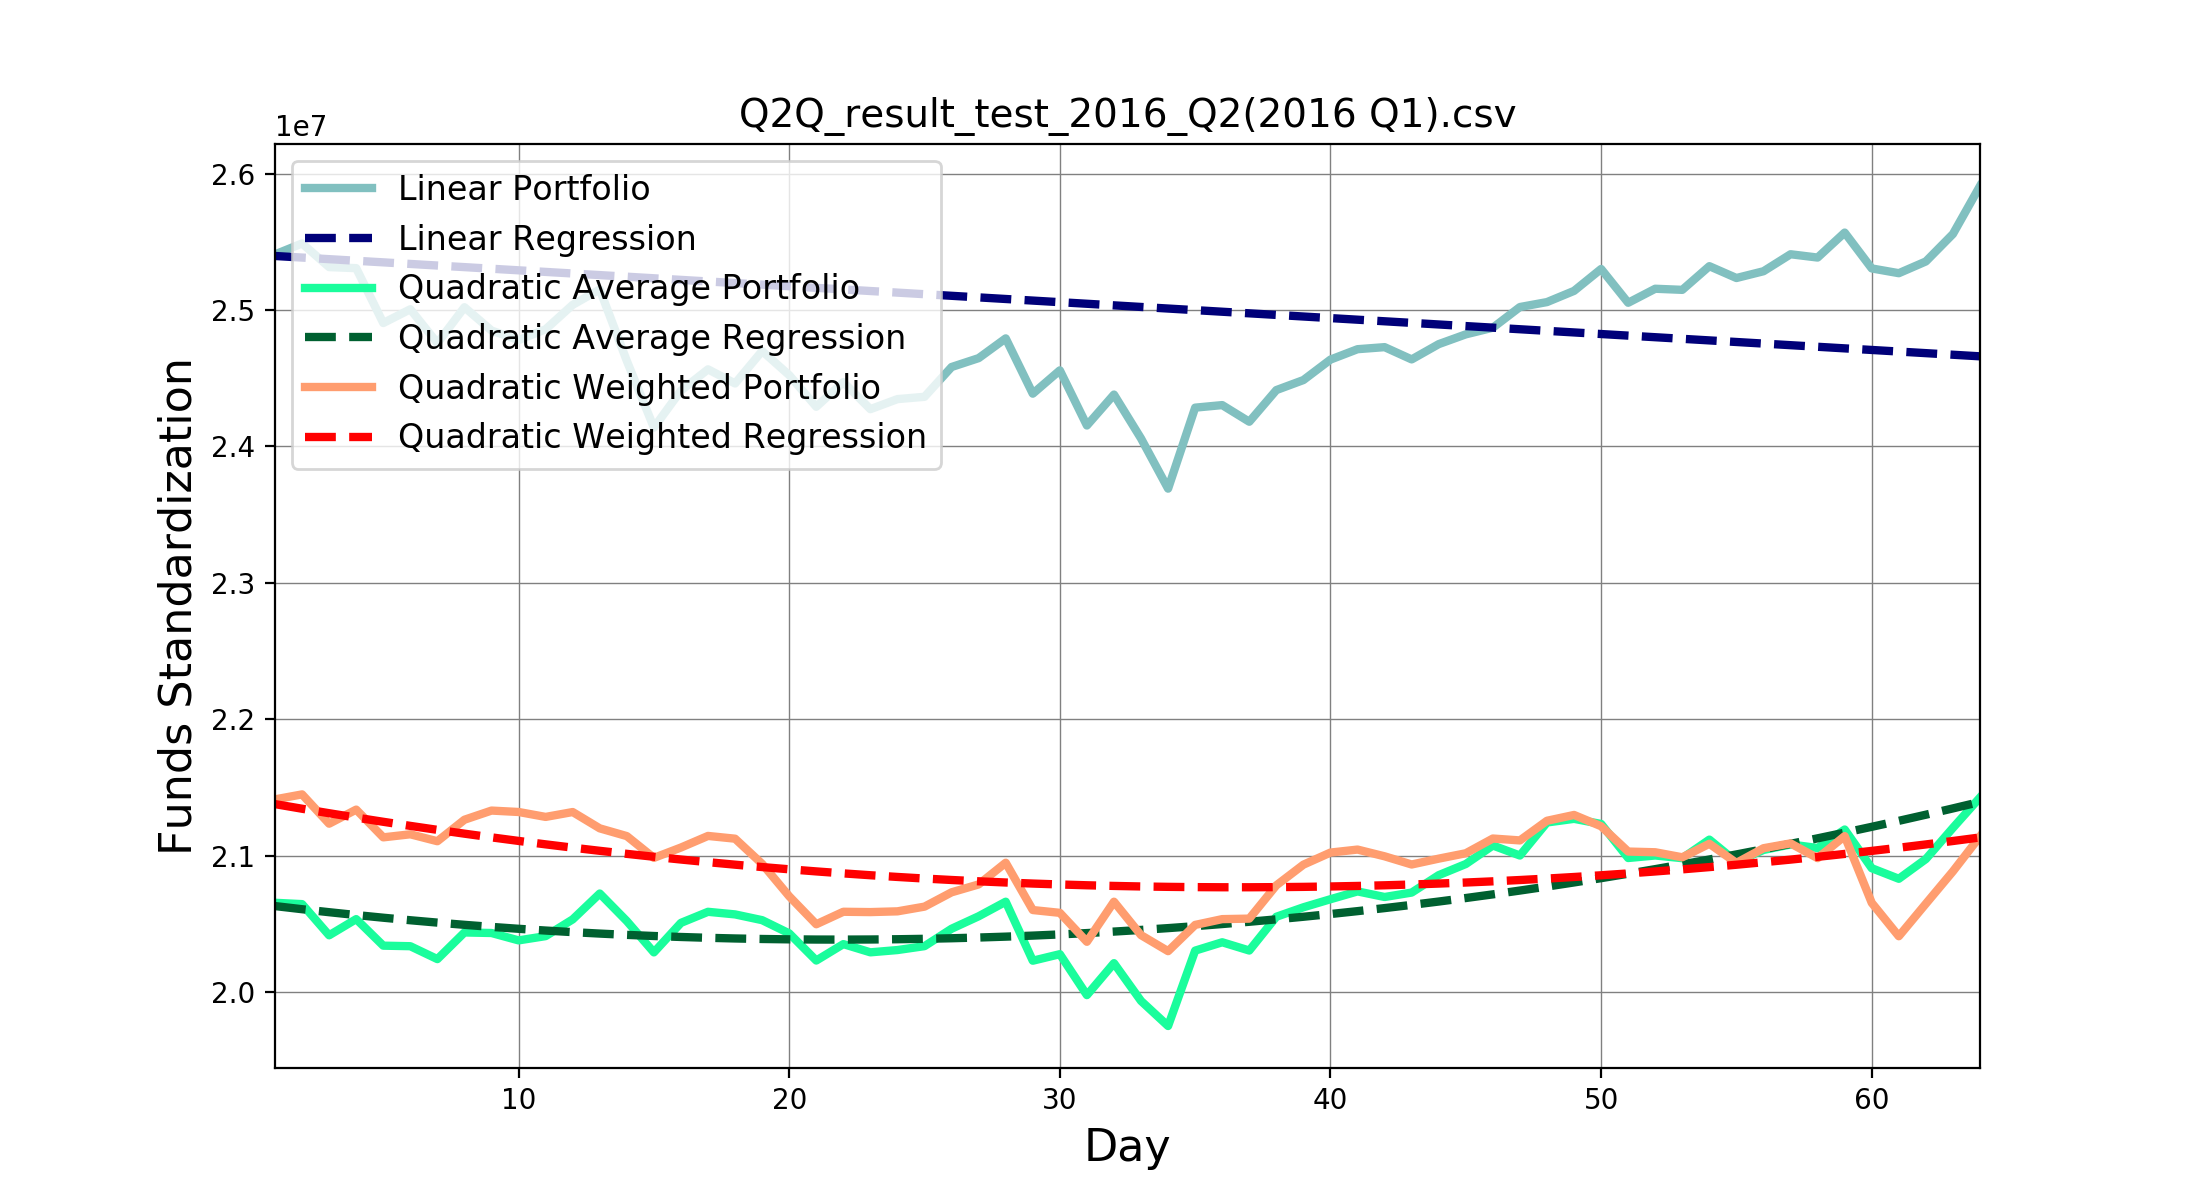 Q2Q_result_test_2016_Q2(2016 Q1).csv
1e7
2.6
2.5
2.4
2.3
2.2
2.1
2.0
Funds Standardization
Linear Portfolio
Linear Regression
Quadratic Average Portfolio
Quadratic Average Regression
Quadratic Weighted Portfolio
Quadratic Weighted Regression
10 20 30 40 50 60
Day